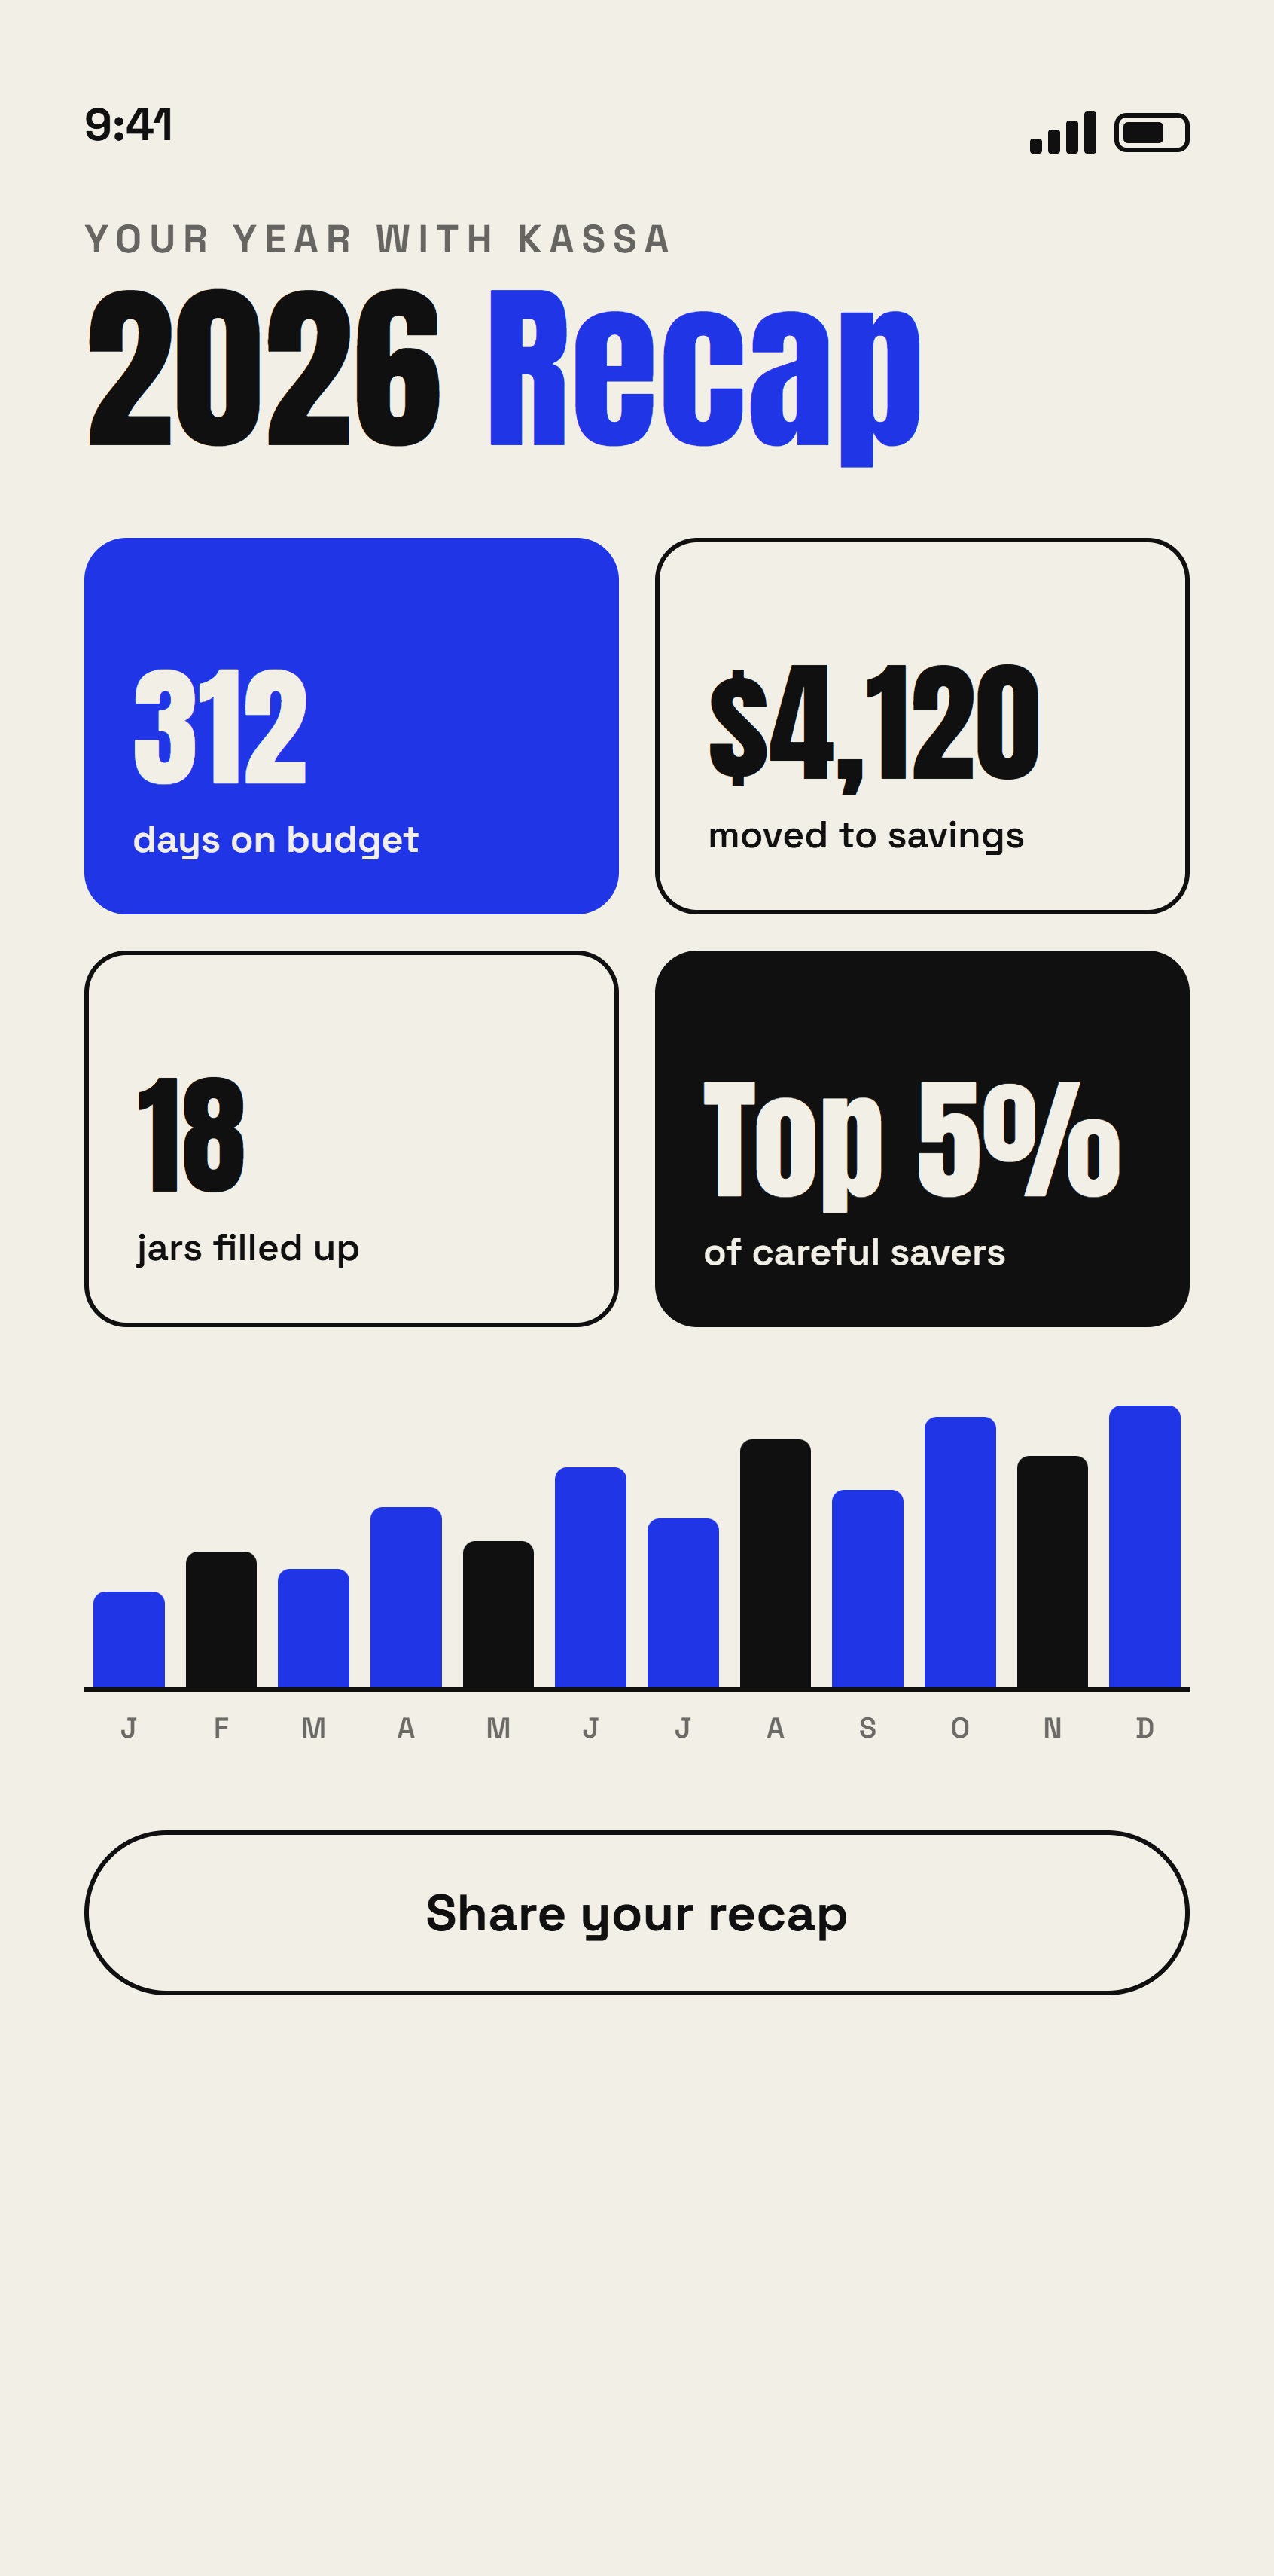 9:41
YOUR YEAR WITH KASSA
2026 Recap
312
days on budget
$4,120
moved to savings
18
jars filled up
Top 5%
of careful savers
J F M A M J J A S O N D
Share your recap